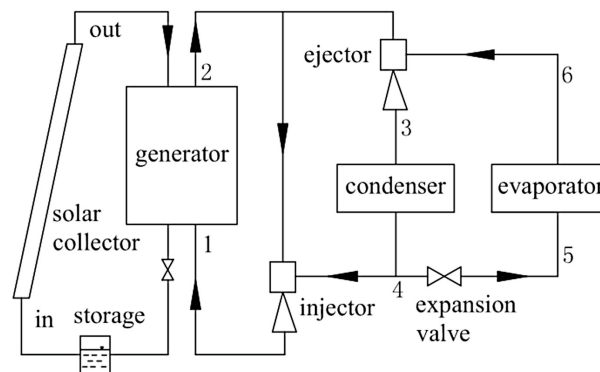 out
2
ejector
6
3
generator
condenser
evaporator
solar
collector
1
5
4
in
storage
injector
expansion
valve